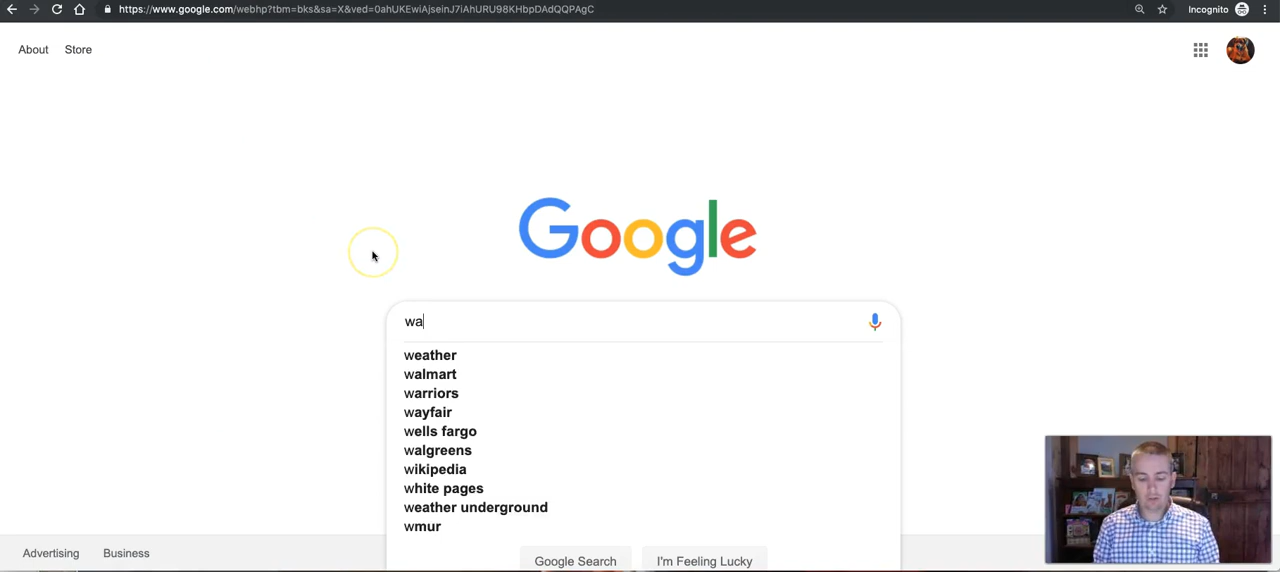 https://www.google.com/webhp?tbm=bks&sa=X&ved=0ahUKEwiAjseinJ7iAhURU98KHbpDAdQQPAgC
Incognito
About
Store
Google
wa
weather
walmart
warriors
wayfair
wells fargo
walgreens
wikipedia
white pages
weather underground
wmur
Google Search
I'm Feeling Lucky
Advertising
Business